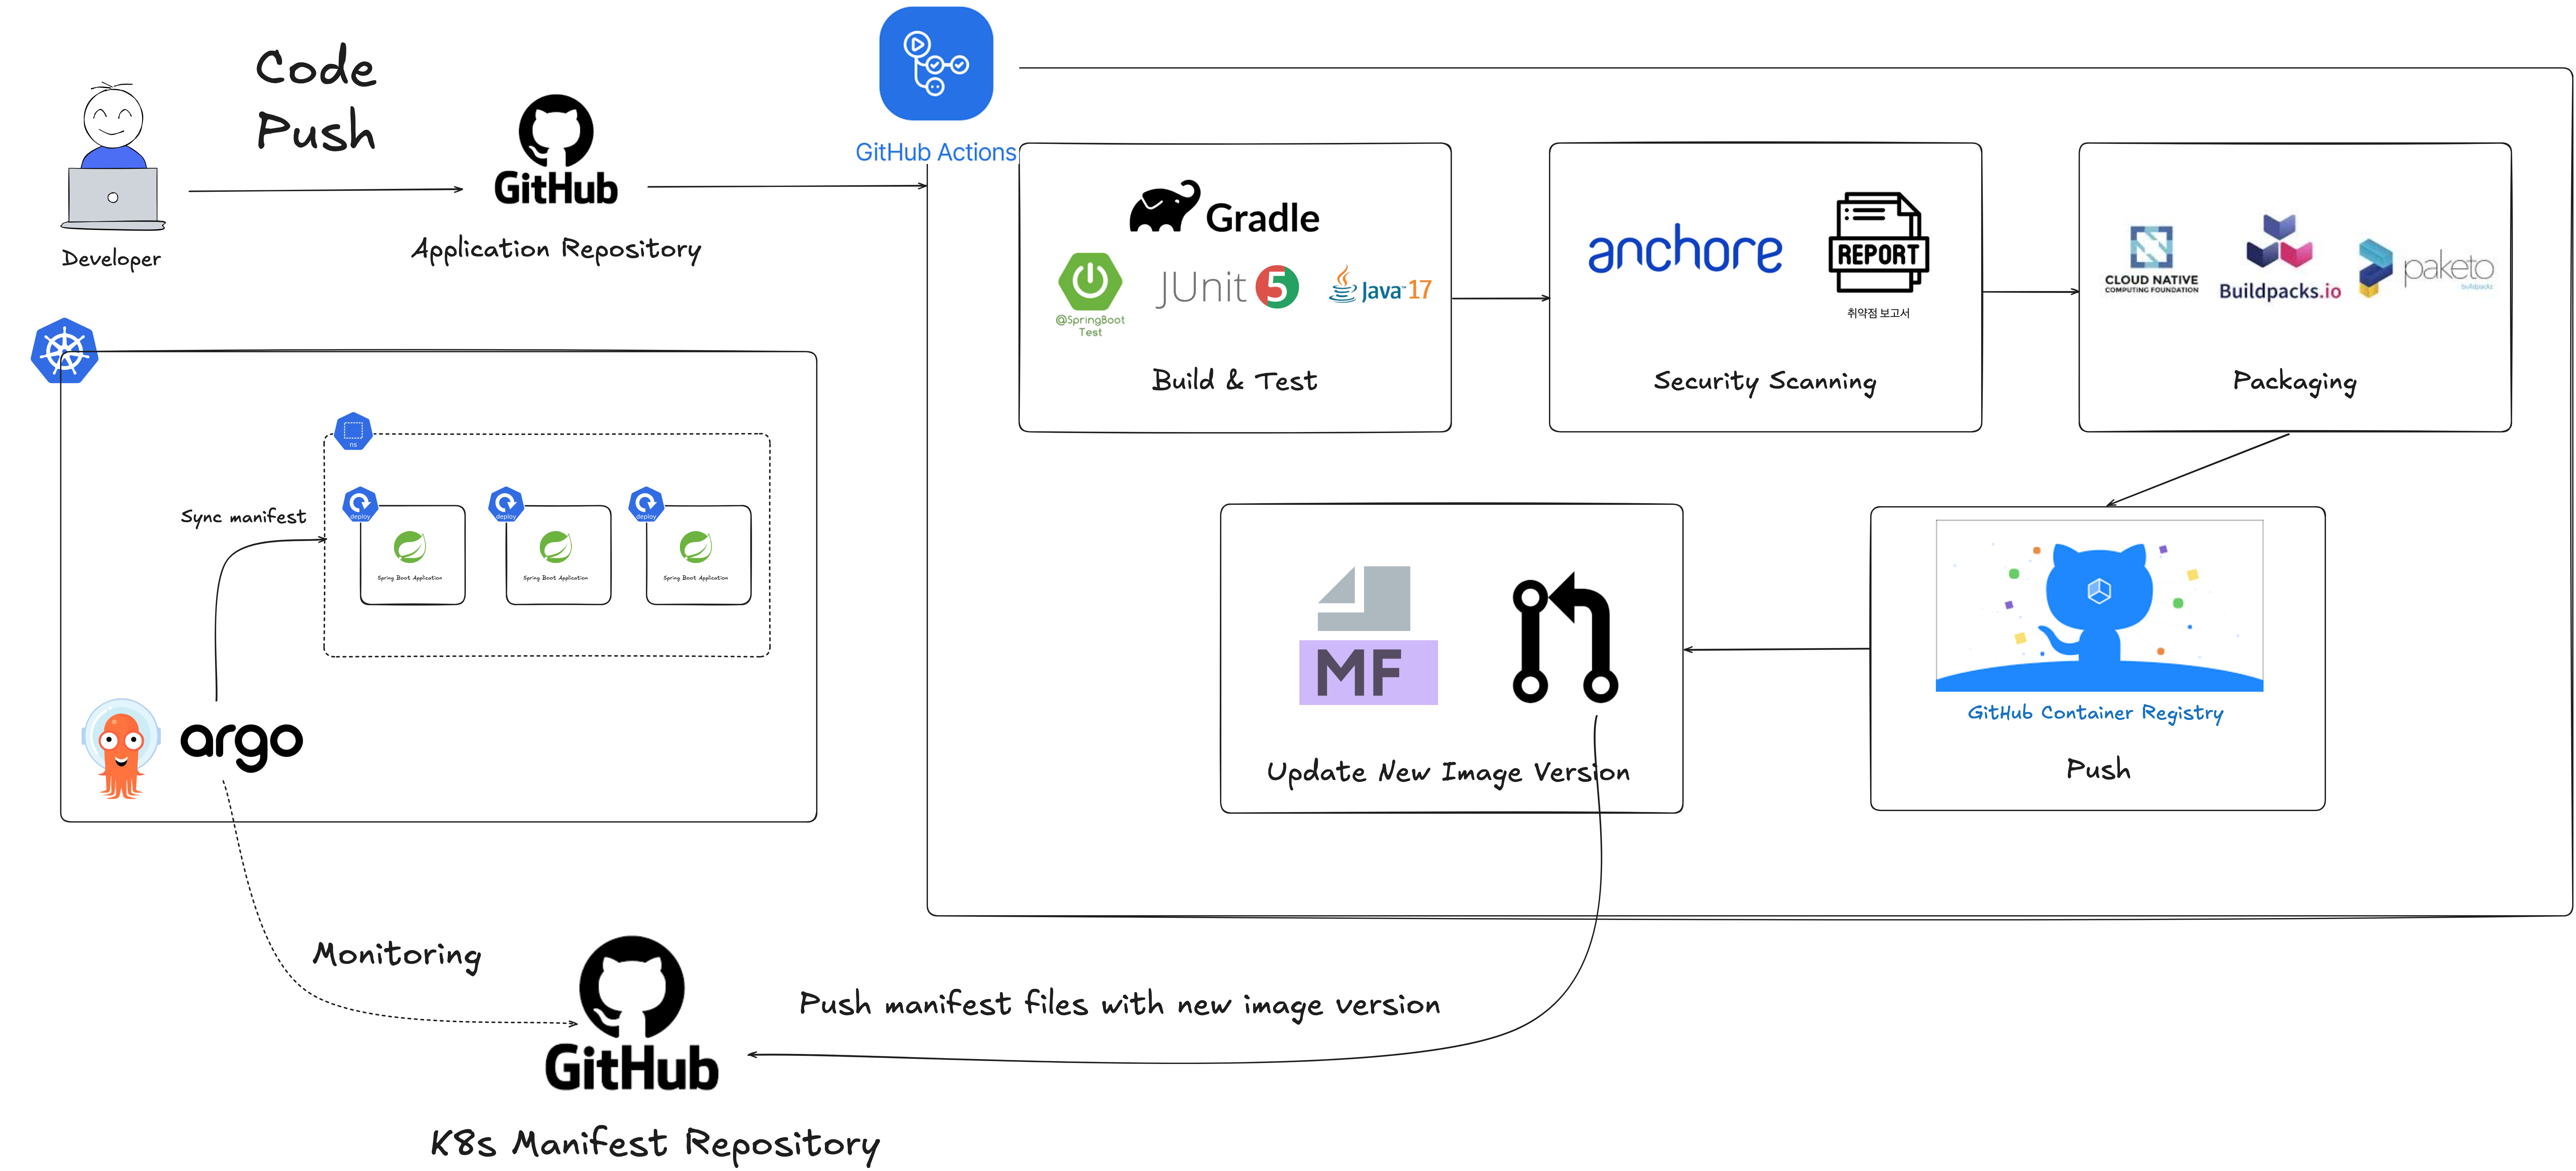 Code
Push
Developer
GitHub
Application Repository
GitHub Actions
Gradle
@SpringBoot
Test
JUnit 5
Java™ 17
Build & Test
anchore
REPORT
취약점 보고서
Security Scanning
CLOUD NATIVE
COMPUTING FOUNDATION
Buildpacks.io
paketo
buildpacks
Packaging
ns
Sync manifest
deploy
deploy
deploy
Spring Boot Application
Spring Boot Application
Spring Boot Application
argo
MF
Update New Image Version
GitHub Container Registry
Push
Monitoring
Push manifest files with new image version
GitHub
K8s Manifest Repository